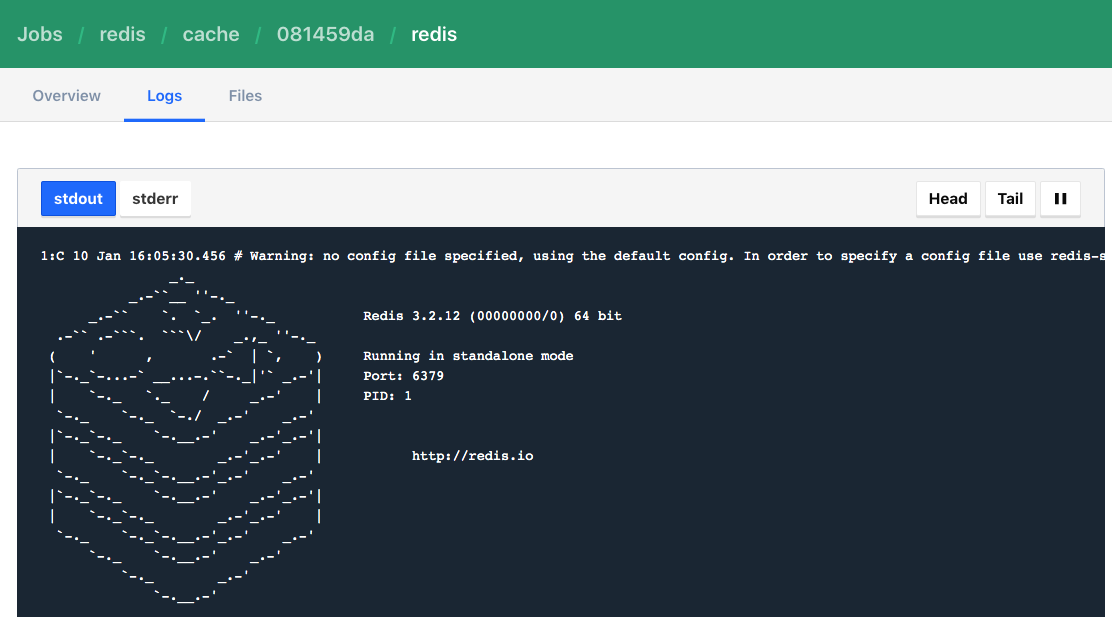 Jobs / redis / cache / 081459da / redis
Overview Logs Files
stdout stderr Head Tail
1:C 10 Jan 16:05:30.456 # Warning: no config file specified, using the default config. In order to specify a config file use redis-s
Redis 3.2.12 (00000000/0) 64 bit
Running in standalone mode
Port: 6379
PID: 1
http://redis.io